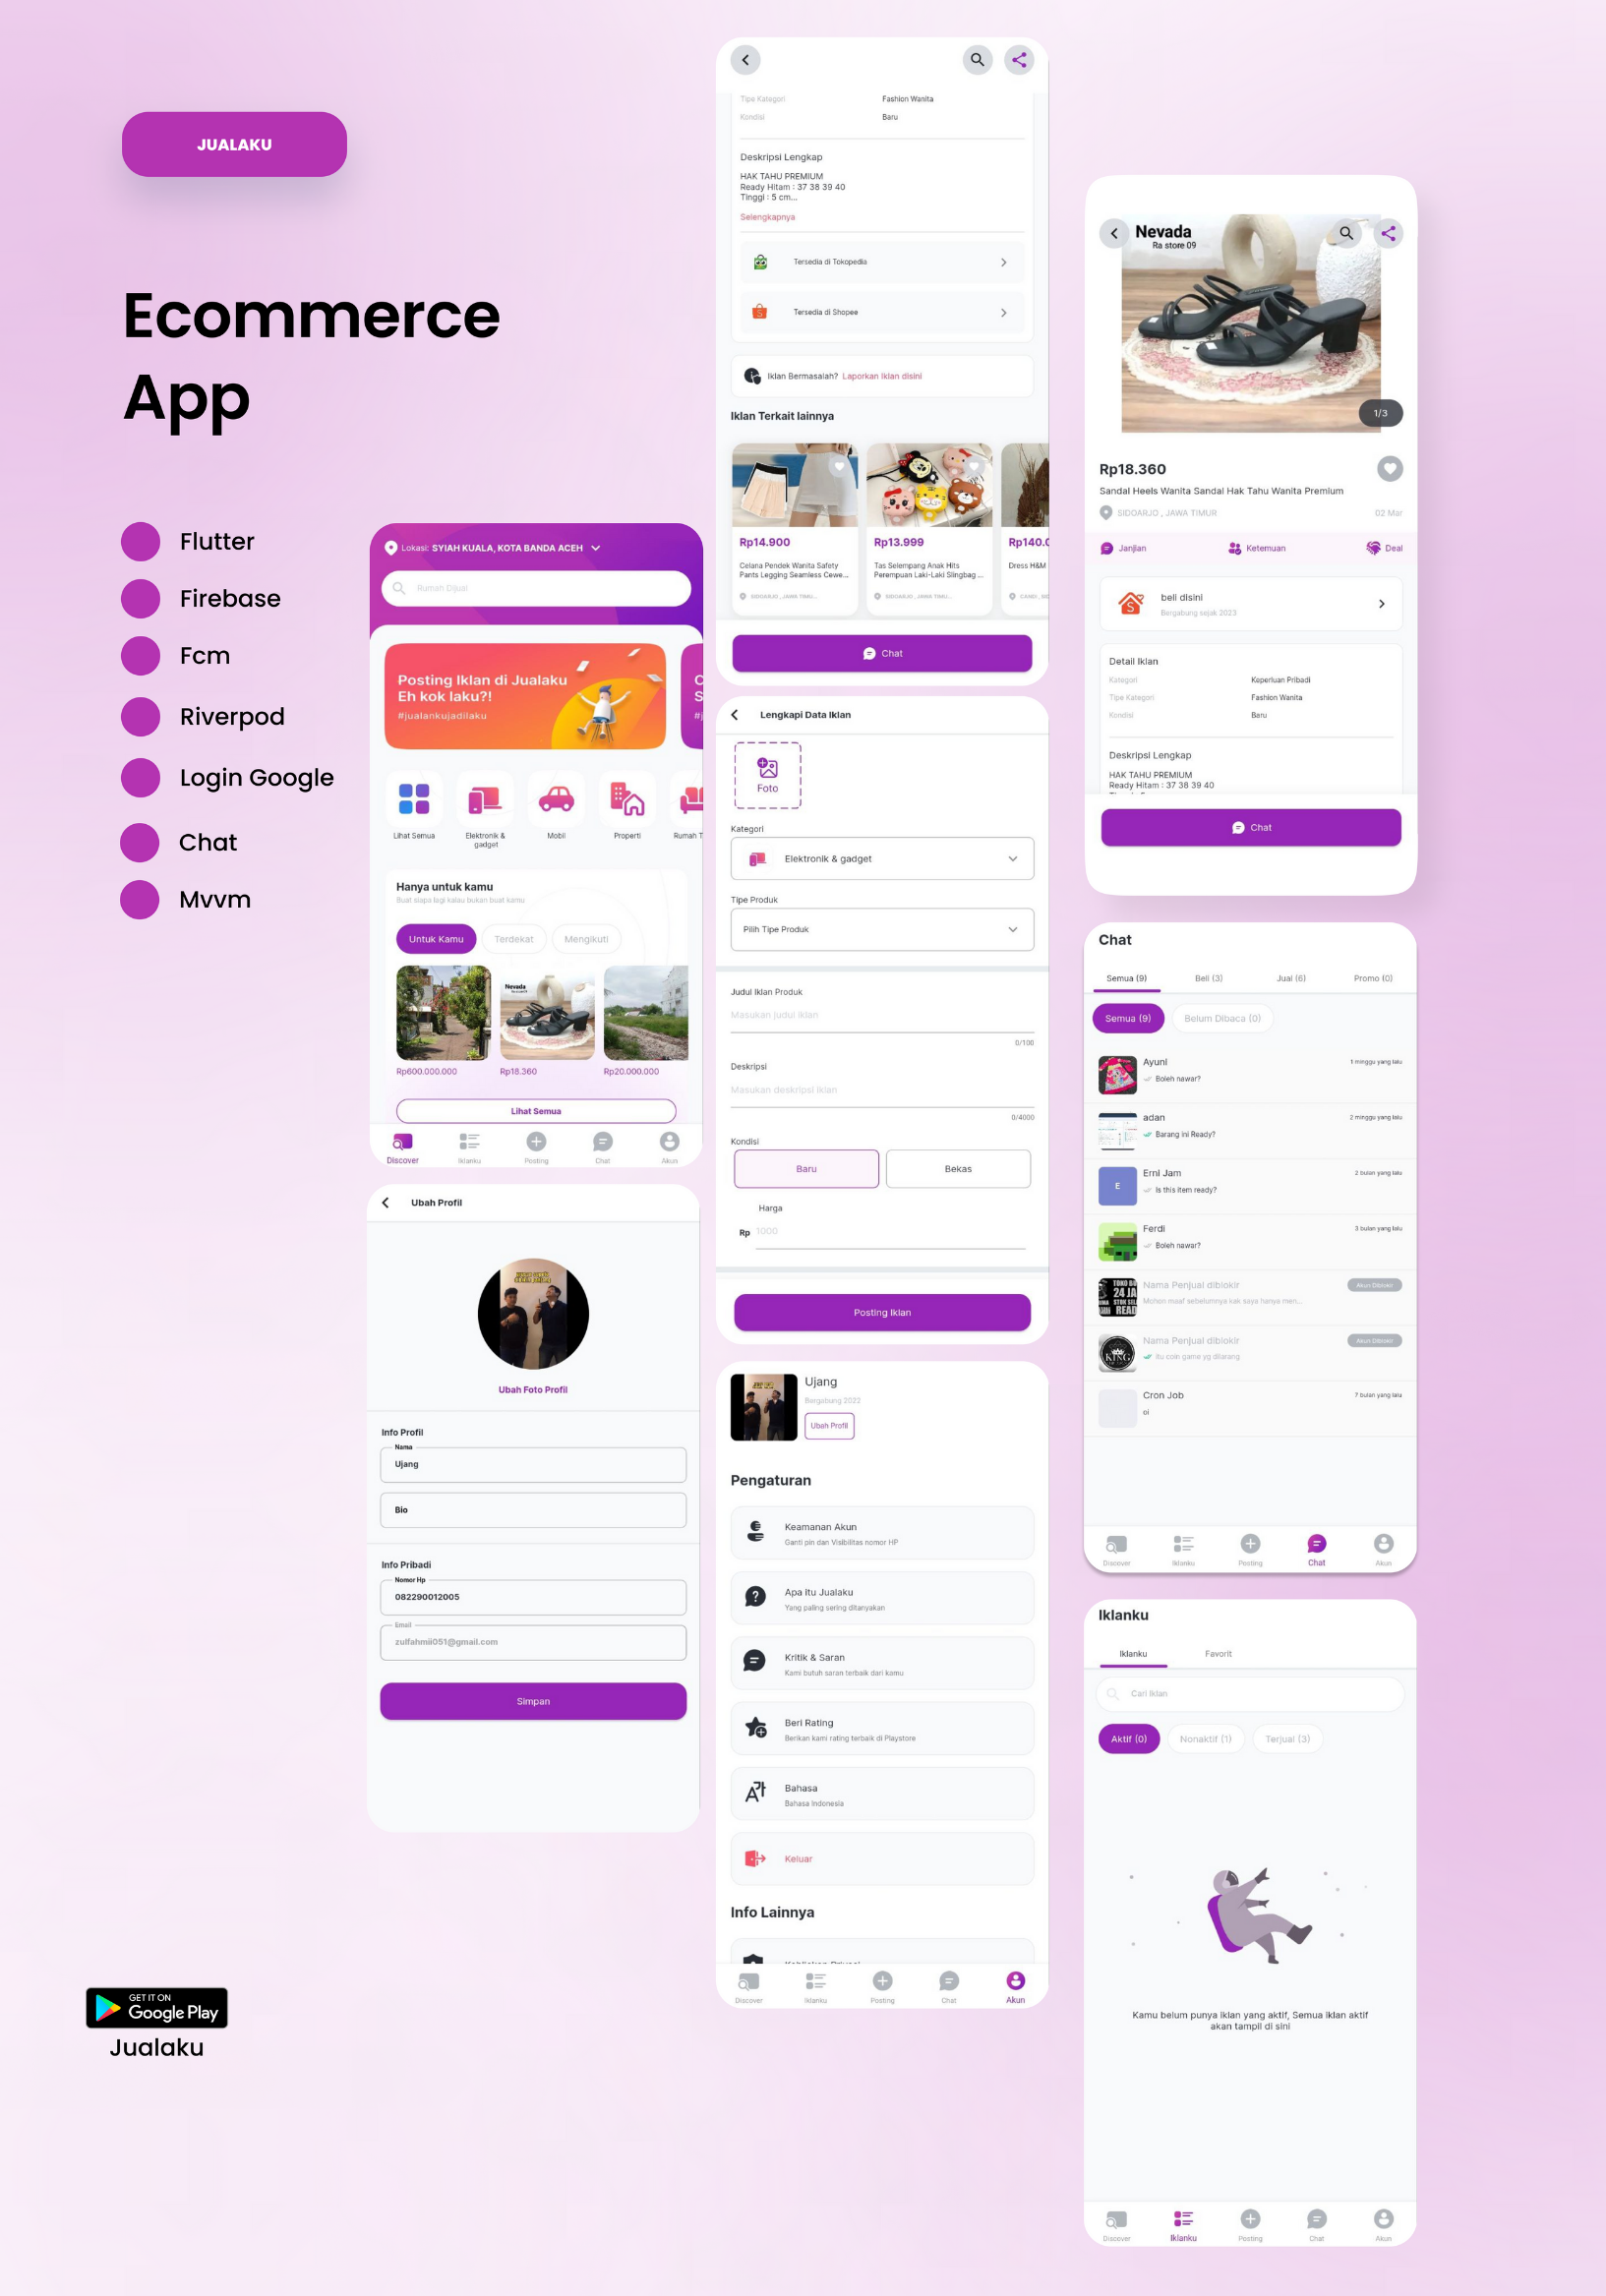 JUALAKU
Ecommerce
App
Flutter
Firebase
Fcm
Riverpod
Login Google
Chat
Mvvm
GET IT ON
Google Play
Jualaku
Lokasi: SYIAH KUALA, KOTA BANDA ACEH
Rumah Dijual
Posting Iklan di Jualaku
Eh kok laku?!
#jualankujadilaku
C
S
#j
Lihat Semua
Elektronik &
gadget
Mobil
Properti
Rumah T
Hanya untuk kamu
Buat siapa lagi kalau bukan buat kamu
Untuk Kamu
Terdekat
Mengikuti
Nevada
Rp600.000.000
Rp18.360
Rp20.000.000
Lihat Semua
Discover
Iklanku
Posting
Chat
Akun
Ubah Profil
Ubah Foto Profil
Info Profil
Nama
Ujang
Bio
Info Pribadi
Nomor Hp
082290012005
Email
zulfahmii051@gmail.com
Simpan
Tipe Kategori
Fashion Wanita
Kondisi
Baru
Deskripsi Lengkap
HAK TAHU PREMIUM
Ready Hitam : 37 38 39 40
Tinggi : 5 cm...
Selengkapnya
Tersedia di Tokopedia
Tersedia di Shopee
Iklan Bermasalah? Laporkan Iklan disini
Iklan Terkait lainnya
Rp14.900
Celana Pendek Wanita Safety
Pants Legging Seamless Cewe...
SIDOARJO , JAWA TIMU...
Rp13.999
Tas Selempang Anak Hits
Perempuan Laki-Laki Slingbag ...
SIDOARJO , JAWA TIMU...
Rp140.0
Dress H&M
Chat
Lengkapi Data Iklan
Foto
Kategori
Elektronik & gadget
Tipe Produk
Pilih Tipe Produk
Judul Iklan Produk
Masukan judul iklan
0/100
Deskripsi
Masukan deskripsi iklan
0/4000
Kondisi
Baru
Bekas
Harga
Rp 1000
Posting Iklan
Ujang
Bergabung 2022
Ubah Profil
Pengaturan
Keamanan Akun
Ganti pin dan Visibilitas nomor HP
Apa Itu Jualaku
Yang paling sering ditanyakan
Kritik & Saran
Kami butuh saran terbaik dari kamu
Beri Rating
Berikan kami rating terbaik di Playstore
Bahasa
Bahasa Indonesia
Keluar
Info Lainnya
Discover
Iklanku
Posting
Chat
Akun
Nevada
Ra store 09
1/3
Rp18.360
Sandal Heels Wanita Sandal Hak Tahu Wanita Premium
SIDOARJO , JAWA TIMUR
02 Mar
Janjian
Ketemuan
Deal
beli disini
Bergabung sejak 2023
Detail Iklan
Kategori
Keperluan Pribadi
Tipe Kategori
Fashion Wanita
Kondisi
Baru
Deskripsi Lengkap
HAK TAHU PREMIUM
Ready Hitam : 37 38 39 40
Chat
Chat
Semua (9)
Beli (3)
Jual (6)
Promo (0)
Semua (9)
Belum Dibaca (0)
Ayuni
1 minggu yang lalu
Boleh nawar?
adan
2 minggu yang lalu
Barang ini Ready?
E
Erni Jam
2 bulan yang lalu
Is this item ready?
Ferdi
3 bulan yang lalu
Boleh nawar?
24 JA
READ
Nama Penjual diblokir
Akun Diblokir
Mohon maaf sebelumnya kak saya hanya men...
KING
Nama Penjual diblokir
Akun Diblokir
itu coin game yg dilarang
Cron Job
7 bulan yang lalu
oi
Discover
Iklanku
Posting
Chat
Akun
Iklanku
Iklanku
Favorit
Cari Iklan
Aktif (0)
Nonaktif (1)
Terjual (3)
Kamu belum punya iklan yang aktif, Semua iklan aktif
akan tampil di sini
Discover
Iklanku
Posting
Chat
Akun